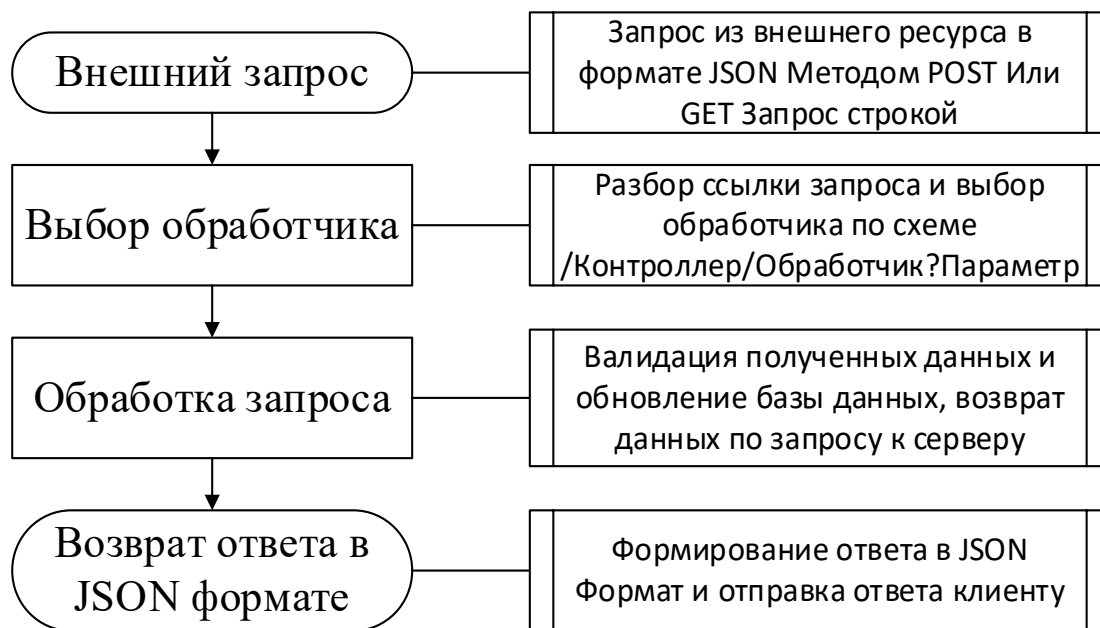 Внешний запрос
Запрос из внешнего ресурса в
формате JSON Методом POST Или
GET Запрос строкой
Выбор обработчика
Разбор ссылки запроса и выбор
обработчика по схеме
/Контроллер/Обработчик?Параметр
Обработка запроса
Валидация полученных данных и
обновление базы данных, возврат
данных по запросу к серверу
Возврат ответа в
JSON формате
Формирование ответа в JSON
Формат и отправка ответа клиенту